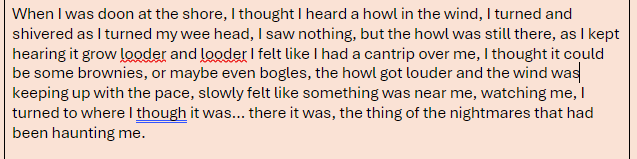 When I was doon at the shore, I thought I heard a howl in the wind, I turned and
shivered as I turned my wee head, I saw nothing, but the howl was still there, as I kept
hearing it grow looder and looder I felt like I had a cantrip over me, I thought it could
be some brownies, or maybe even bogles, the howl got louder and the wind was
keeping up with the pace, slowly felt like something was near me, watching me, I
turned to where I though it was... there it was, the thing of the nightmares that had
been haunting me.